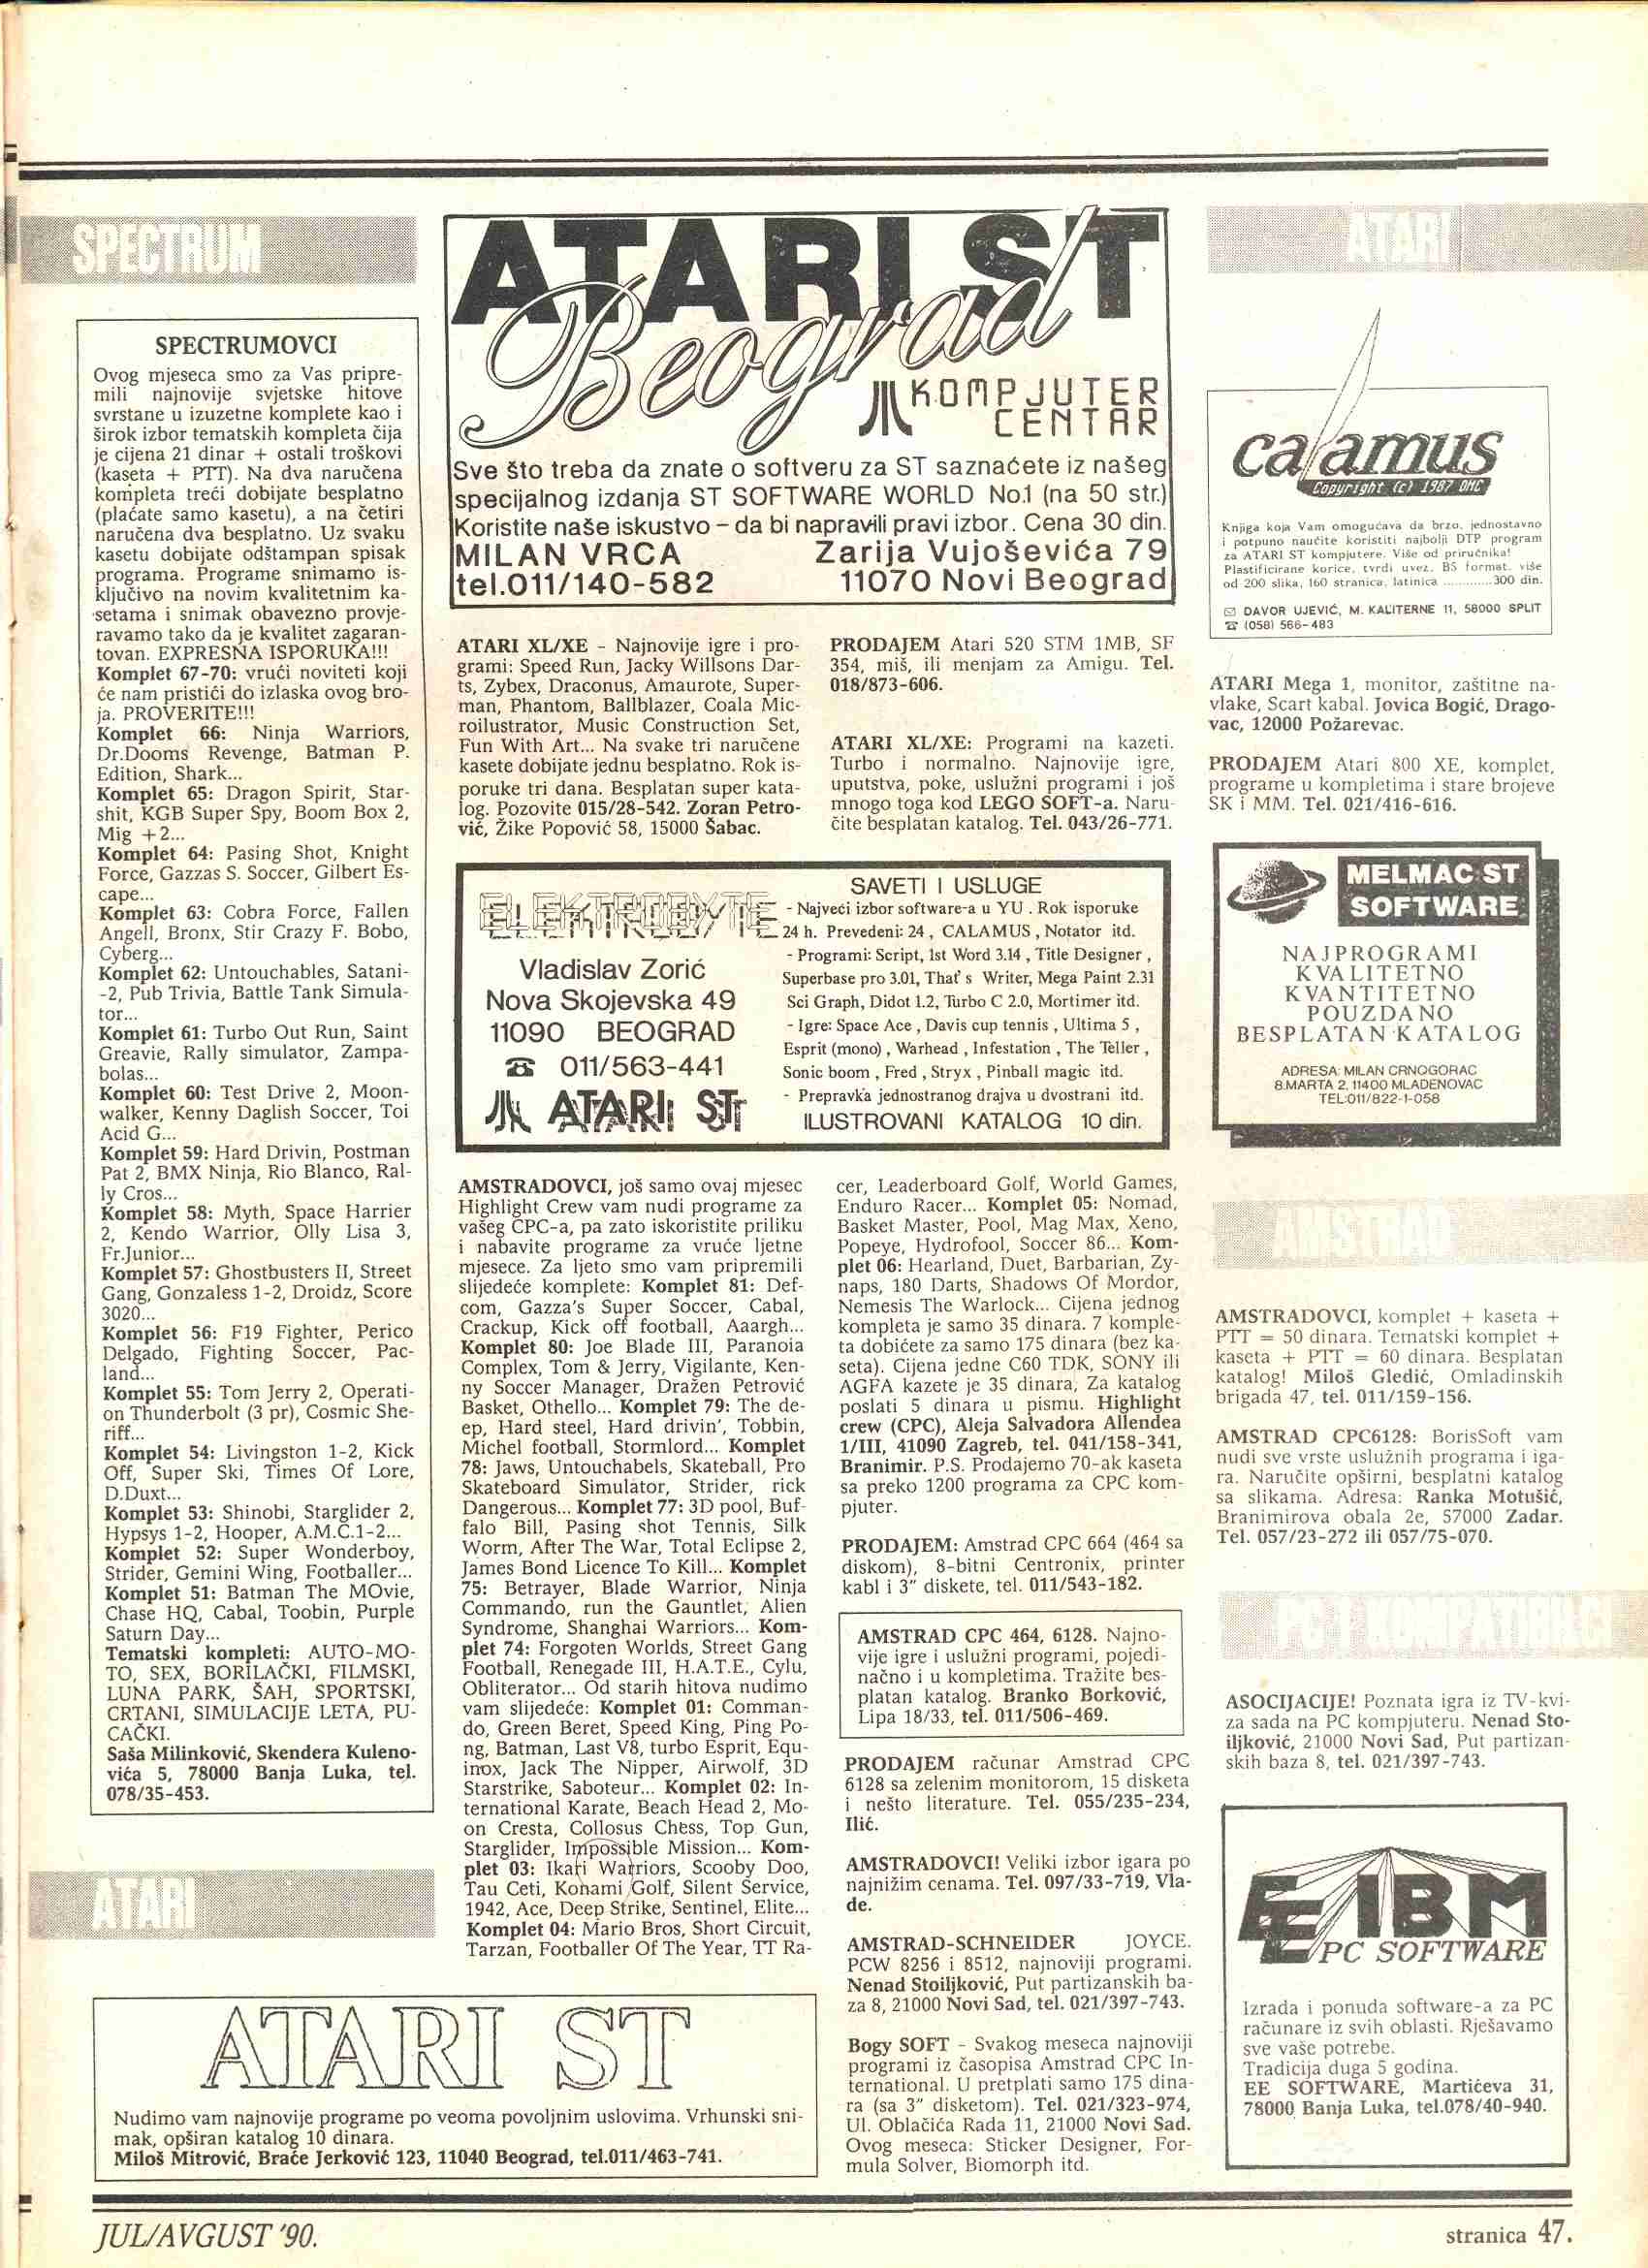 SPECTRUM
SPECTRUMOVCI
Ovog mjeseca smo za Vas pripre-
mili najnovije svjetske hitove
svrstane u izuzetne komplete kao i
širok izbor tematskih kompleta čija
je cijena 21 dinar + ostali troškovi
(kaseta + PTT). Na dva naručena
kompleta treći dobijate besplatno
(plaćate samo kasetu), a na četiri
naručena dva besplatno. Uz svaku
kasetu dobijate odštampan spisak
programa. Programe snimamo is-
ključivo na novim kvalitetnim ka-
setama i snimak obavezno provje-
ravamo tako da je kvalitet zagaran-
tovan. EXPRESNA ISPORUKA!!!
Komplet 67-70: vrući noviteti koji
će nam pristići do izlaska ovog bro-
ja. PROVERITE!!!
Komplet 66: Ninja Warriors,
Dr.Dooms Revenge, Batman P.
Edition, Shark...
Komplet 65: Dragon Spirit, Star-
shit, KGB Super Spy, Boom Box 2,
Mig +2...
Komplet 64: Pasing Shot, Knight
Force, Gazzas S. Soccer, Gilbert Es-
cape...
Komplet 63: Cobra Force, Fallen
Angell, Bronx, Stir Crazy F. Bobo,
Cyberg...
Komplet 62: Untouchables, Satani-
-2, Pub Trivia, Battle Tank Simula-
tor...
Komplet 61: Turbo Out Run, Saint
Greavie, Rally simulator, Zampa-
bolas...
Komplet 60: Test Drive 2, Moon-
walker, Kenny Daglish Soccer, Toi
Acid G...
Komplet 59: Hard Drivin, Postman
Pat 2, BMX Ninja, Rio Blanco, Ral-
ly Cros...
Komplet 58: Myth, Space Harrier
2, Kendo Warrior, Olly Lisa 3,
Fr.Junior...
Komplet 57: Ghostbusters II, Street
Gang, Gonzaless 1-2, Droidz, Score
3020...
Komplet 56: F19 Fighter, Perico
Delgado, Fighting Soccer, Pac-
land...
Komplet 55: Tom Jerry 2, Operati-
on Thunderbolt (3 pr), Cosmic She-
riff...
Komplet 54: Livingston 1-2, Kick
Off, Super Ski, Times Of Lore,
D.Duxt...
Komplet 53: Shinobi, Starglider 2,
Hypsys 1-2, Hooper, A.M.C.1-2...
Komplet 52: Super Wonderboy,
Strider, Gemini Wing, Footballer...
Komplet 51: Batman The MOvie,
Chase HQ, Cabal, Toobin, Purple
Saturn Day...
Tematski kompleti: AUTO-MO-
TO, SEX, BORILAČKI, FILMSKI,
LUNA PARK, ŠAH, SPORTSKI,
CRTANI, SIMULACIJE LETA, PU-
CAČKI.
Saša Milinković, Skendera Kuleno-
vića 5, 78000 Banja Luka, tel.
078/35-453.
ATARI
ATARI ST
Nudimo vam najnovije programe po veoma povoljnim uslovima. Vrhunski sni-
mak, opširan katalog 10 dinara.
Miloš Mitrović, Braće Jerković 123, 11040 Beograd, tel.011/463-741.
ATARI ST
Beograd
KOMPJUTER
CENTAR
Sve što treba da znate o softveru za ST saznaćete iz našeg
specijalnog izdanja ST SOFTWARE WORLD No.1 (na 50 str.)
Koristite naše iskustvo - da bi napravili pravi izbor. Cena 30 din.
MILAN VRCA Zarija Vujoševića 79
tel.011/140-582 11070 Novi Beograd
ATARI XL/XE - Najnovije igre i pro-
grami: Speed Run, Jacky Willsons Dar-
ts, Zybex, Draconus, Amaurote, Super-
man, Phantom, Ballblazer, Coala Mic-
roilustrator, Music Construction Set,
Fun With Art... Na svake tri naručene
kasete dobijate jednu besplatno. Rok is-
poruke tri dana. Besplatan super kata-
log. Pozovite 015/28-542. Zoran Petro-
vić, Žike Popović 58, 15000 Šabac.
PRODAJEM Atari 520 STM 1MB, SF
354, miš, ili menjam za Amigu. Tel.
018/873-606.
ATARI XL/XE: Programi na kazeti.
Turbo i normalno. Najnovije igre,
uputstva, poke, uslužni programi i još
mnogo toga kod LEGO SOFT-a. Naru-
čite besplatan katalog. Tel. 043/26-771.
ELEKTROBYTE
Vladislav Zorić
Nova Skojevska 49
11090 BEOGRAD
☎ 011/563-441
ATARI ST
SAVETI I USLUGE
- Najveći izbor software-a u YU . Rok isporuke
24 h. Prevedeni: 24 , CALAMUS , Notator itd.
- Programi: Script, 1st Word 3.14 , Title Designer ,
Superbase pro 3.01, That's Writer, Mega Paint 2.31
Sci Graph, Didot 1.2, Turbo C 2.0, Mortimer itd.
- Igre: Space Ace , Davis cup tennis , Ultima 5 ,
Esprit (mono) , Warhead , Infestation , The Teller ,
Sonic boom , Fred , Stryx , Pinball magic itd.
- Prepravka jednostranog drajva u dvostrani itd.
ILUSTROVANI KATALOG 10 din.
AMSTRADOVCI, još samo ovaj mjesec
Highlight Crew vam nudi programe za
vašeg CPC-a, pa zato iskoristite priliku
i nabavite programe za vruće ljetne
mjesece. Za ljeto smo vam pripremili
slijedeće komplete: Komplet 81: Def-
com, Gazza's Super Soccer, Cabal,
Crackup, Kick off football, Aaargh...
Komplet 80: Joe Blade III, Paranoia
Complex, Tom & Jerry, Vigilante, Ken-
ny Soccer Manager, Dražen Petrović
Basket, Othello... Komplet 79: The de-
ep, Hard steel, Hard drivin', Tobbin,
Michel football, Stormlord... Komplet
78: Jaws, Untouchabels, Skateball, Pro
Skateboard Simulator, Strider, rick
Dangerous... Komplet 77: 3D pool, Buf-
falo Bill, Pasing shot Tennis, Silk
Worm, After The War, Total Eclipse 2,
James Bond Licence To Kill... Komplet
75: Betrayer, Blade Warrior, Ninja
Commando, run the Gauntlet, Alien
Syndrome, Shanghai Warriors... Kom-
plet 74: Forgoten Worlds, Street Gang
Football, Renegade III, H.A.T.E., Cylu,
Obliterator... Od starih hitova nudimo
vam slijedeće: Komplet 01: Comman-
do, Green Beret, Speed King, Ping Po-
ng, Batman, Last V8, turbo Esprit, Equ-
inox, Jack The Nipper, Airwolf, 3D
Starstrike, Saboteur... Komplet 02: In-
ternational Karate, Beach Head 2, Mo-
on Cresta, Collosus Chess, Top Gun,
Starglider, Impossible Mission... Kom-
plet 03: Ikari Warriors, Scooby Doo,
Tau Ceti, Konami Golf, Silent Service,
1942, Ace, Deep Strike, Sentinel, Elite...
Komplet 04: Mario Bros, Short Circuit,
Tarzan, Footballer Of The Year, TT Ra-
cer, Leaderboard Golf, World Games,
Enduro Racer... Komplet 05: Nomad,
Basket Master, Pool, Mag Max, Xeno,
Popeye, Hydrofool, Soccer 86... Kom-
plet 06: Hearland, Duet, Barbarian, Zy-
naps, 180 Darts, Shadows Of Mordor,
Nemesis The Warlock... Cijena jednog
kompleta je samo 35 dinara. 7 komple-
ta dobićete za samo 175 dinara (bez ka-
seta). Cijena jedne C60 TDK, SONY ili
AGFA kazete je 35 dinara, Za katalog
poslati 5 dinara u pismu. Highlight
crew (CPC), Aleja Salvadora Allendea
1/III, 41090 Zagreb, tel. 041/158-341,
Branimir. P.S. Prodajemo 70-ak kaseta
sa preko 1200 programa za CPC kom-
pjuter.
PRODAJEM: Amstrad CPC 664 (464 sa
diskom), 8-bitni Centronix, printer
kabl i 3" diskete, tel. 011/543-182.
AMSTRAD CPC 464, 6128. Najno-
vije igre i uslužni programi, pojedi-
načno i u kompletima. Tražite bes-
platan katalog. Branko Borković,
Lipa 18/33, tel. 011/506-469.
PRODAJEM računar Amstrad CPC
6128 sa zelenim monitorom, 15 disketa
i nešto literature. Tel. 055/235-234,
Ilić.
AMSTRADOVCI! Veliki izbor igara po
najnižim cenama. Tel. 097/33-719, Vla-
de.
AMSTRAD-SCHNEIDER JOYCE.
PCW 8256 i 8512, najnoviji programi.
Nenad Stoiljković, Put partizanskih ba-
za 8, 21000 Novi Sad, tel. 021/397-743.
Bogy SOFT - Svakog meseca najnoviji
programi iz časopisa Amstrad CPC In-
ternational. U pretplati samo 175 dina-
ra (sa 3" disketom). Tel. 021/323-974,
Ul. Oblačića Rada 11, 21000 Novi Sad.
Ovog meseca: Sticker Designer, For-
mula Solver, Biomorph itd.
ATARI
calamus
Copyright (c) 1987 DMC
Knjiga koja Vam omogućava da brzo, jednostavno
i potpuno naučite koristiti najbolji DTP program
za ATARI ST kompjutere. Više od priručnika!
Plastificirane korice, tvrdi uvez, B5 format, više
od 200 slika, 160 stranica, latinica ............300 din.
✉ DAVOR UJEVIĆ, M. KALITERNE 11, 58000 SPLIT
☎ (058) 566-483
ATARI Mega 1, monitor, zaštitne na-
vlake, Scart kabal. Jovica Bogić, Drago-
vac, 12000 Požarevac.
PRODAJEM Atari 800 XE, komplet,
programe u kompletima i stare brojeve
SK i MM. Tel. 021/416-616.
MELMAC ST
SOFTWARE
NAJPROGRAMI
KVALITETNO
KVANTITETNO
POUZDANO
BESPLATAN KATALOG
ADRESA: MILAN CRNOGORAC
8.MARTA 2, 11400 MLADENOVAC
TEL:011/822-1-058
AMSTRAD
AMSTRADOVCI, komplet + kaseta +
PTT = 50 dinara. Tematski komplet +
kaseta + PTT = 60 dinara. Besplatan
katalog! Miloš Gledić, Omladinskih
brigada 47, tel. 011/159-156.
AMSTRAD CPC6128: BorisSoft vam
nudi sve vrste uslužnih programa i iga-
ra. Naručite opširni, besplatni katalog
sa slikama. Adresa: Ranka Motušić,
Branimirova obala 2e, 57000 Zadar.
Tel. 057/23-272 ili 057/75-070.
PC I KOMPATIBILCI
ASOCIJACIJE! Poznata igra iz TV-kvi-
za sada na PC kompjuteru. Nenad Sto-
iljković, 21000 Novi Sad, Put partizan-
skih baza 8, tel. 021/397-743.
EE IBM
PC SOFTWARE
Izrada i ponuda software-a za PC
računare iz svih oblasti. Rješavamo
sve vaše potrebe.
Tradicija duga 5 godina.
EE SOFTWARE, Martićeva 31,
78000 Banja Luka, tel.078/40-940.
JUL/AVGUST '90.
stranica 47.